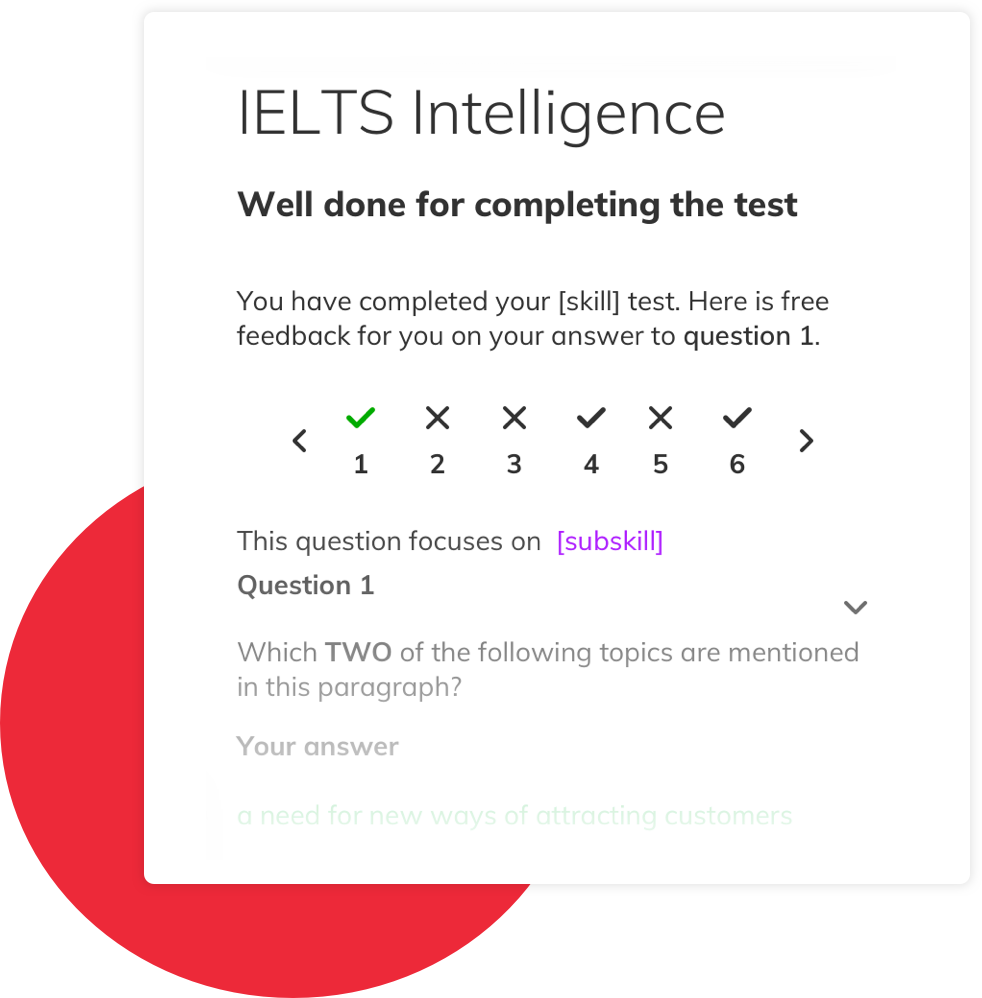 IELTS Intelligence
Well done for completing the test
You have completed your [skill] test. Here is free
feedback for you on your answer to question 1.
1 2 3 4 5 6
This question focuses on [subskill]
Question 1
Which TWO of the following topics are mentioned
in this paragraph?
Your answer
a need for new ways of attracting customers